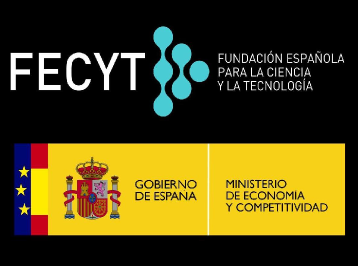 FECYT
FUNDACIÓN ESPAÑOLA
PARA LA CIENCIA
Y LA TECNOLOGÍA
GOBIERNO
DE ESPAÑA
MINISTERIO
DE ECONOMÍA
Y COMPETITIVIDAD